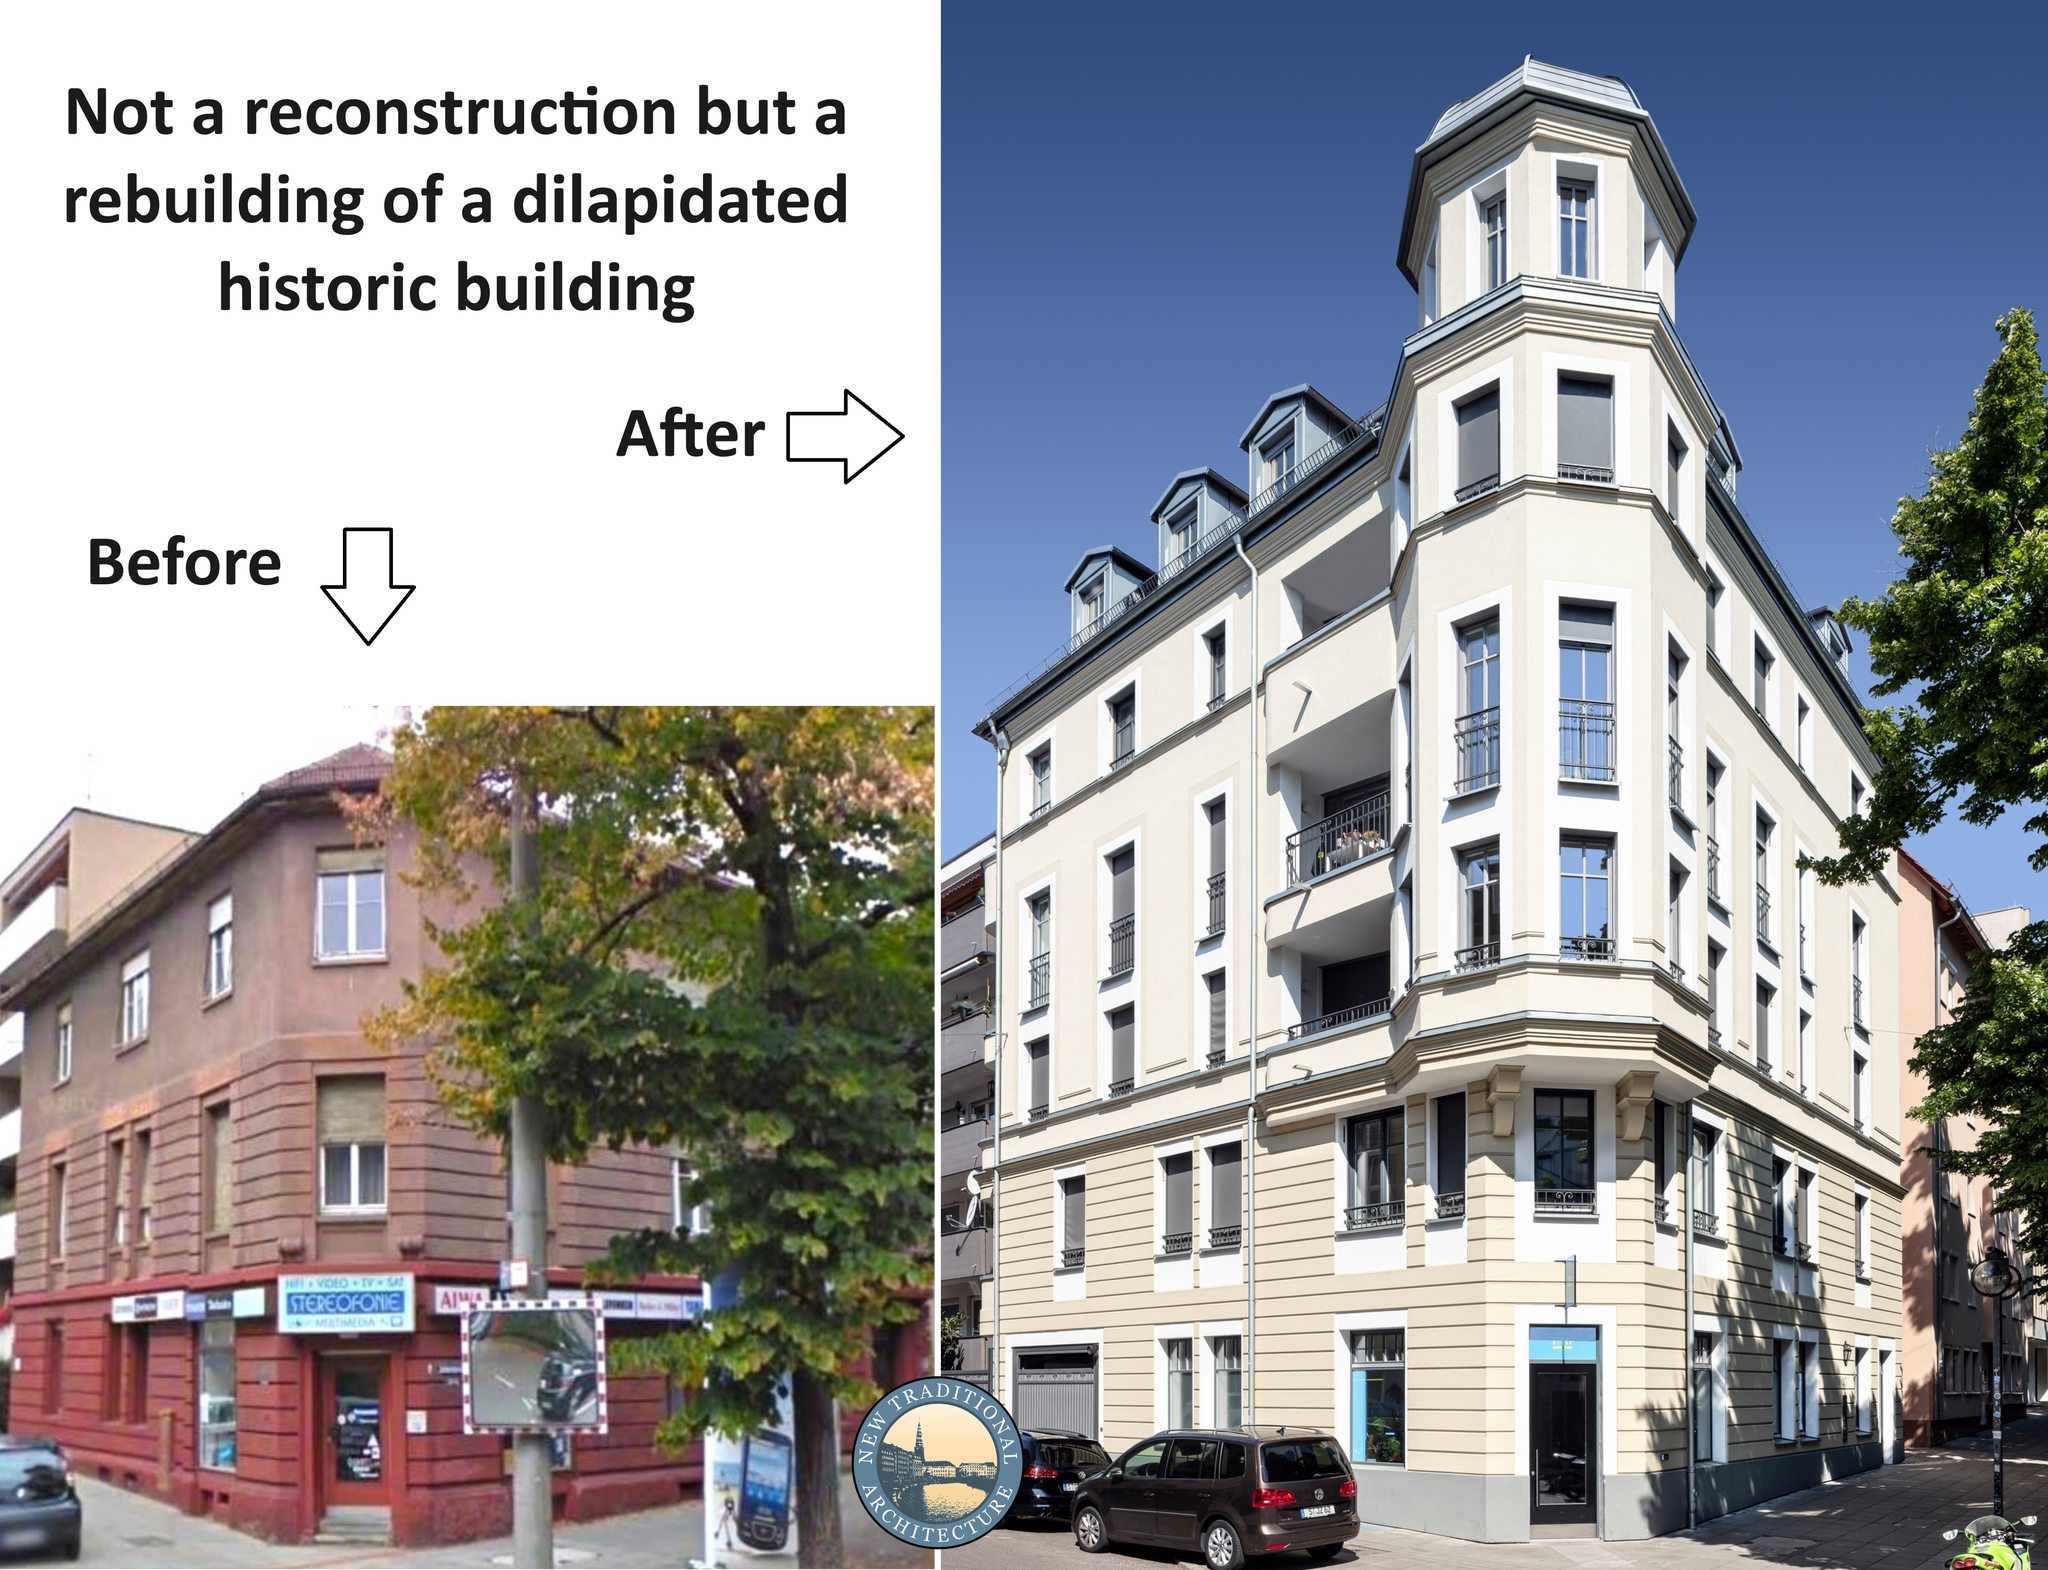 Not a reconstruction but a
rebuilding of a dilapidated
historic building
After
Before
HIFI + VIDEO + TV + SAT
STEREOFONIE
MULTIMEDIA
AIWA
NEW TRADITIONAL
ARCHITECTURE